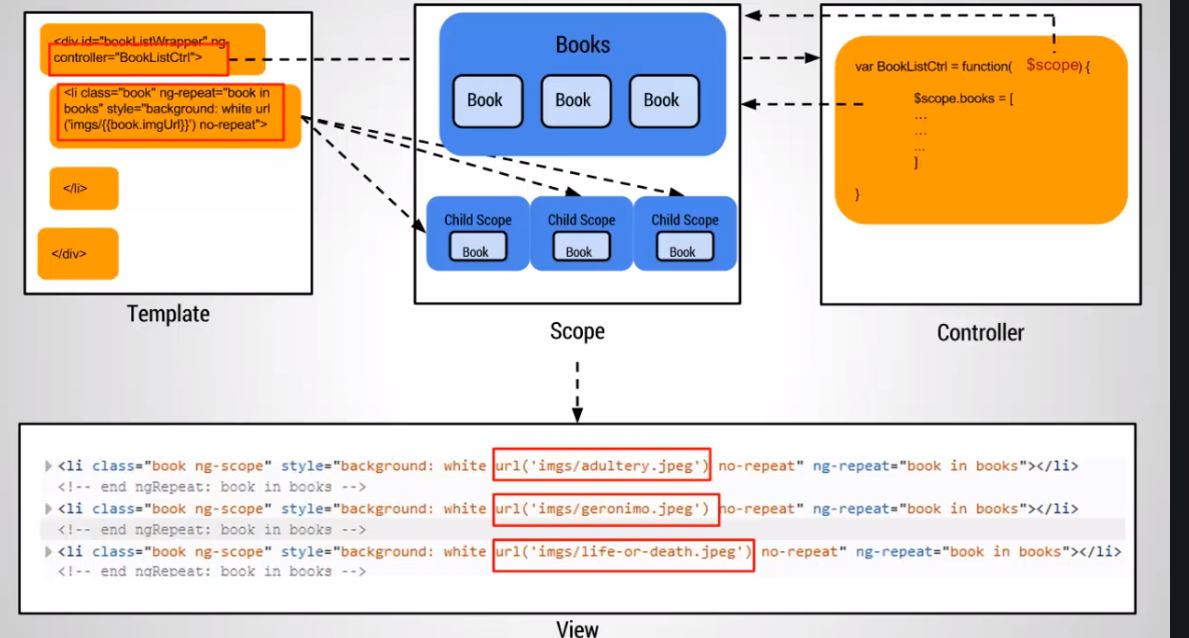 <div id="bookListWrapper" ng-
controller="BookListCtrl">
<li class="book" ng-repeat="book in
books" style="background: white url
('imgs/{{book.imgUrl}}') no-repeat">
</li>
</div>
Template
Books
Book Book Book
Child Scope Child Scope Child Scope
Book Book Book
Scope
var BookListCtrl = function( $scope) {
$scope.books = [
...
...
...
]
}
Controller
<li class="book ng-scope" style="background: white url('imgs/adultery.jpeg') no-repeat" ng-repeat="book in books"></li>
<!-- end ngRepeat: book in books -->
<li class="book ng-scope" style="background: white url('imgs/geronimo.jpeg') no-repeat" ng-repeat="book in books"></li>
<!-- end ngRepeat: book in books -->
<li class="book ng-scope" style="background: white url('imgs/life-or-death.jpeg') no-repeat" ng-repeat="book in books"></li>
<!-- end ngRepeat: book in books -->
View